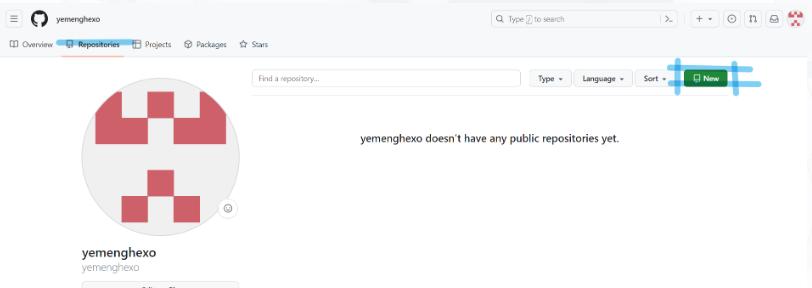 yemenghexo
Type / to search
Overview Repositories Projects Packages Stars
Find a repository...
Type Language Sort New
yemenghexo doesn't have any public repositories yet.
yemenghexo
yemenghexo